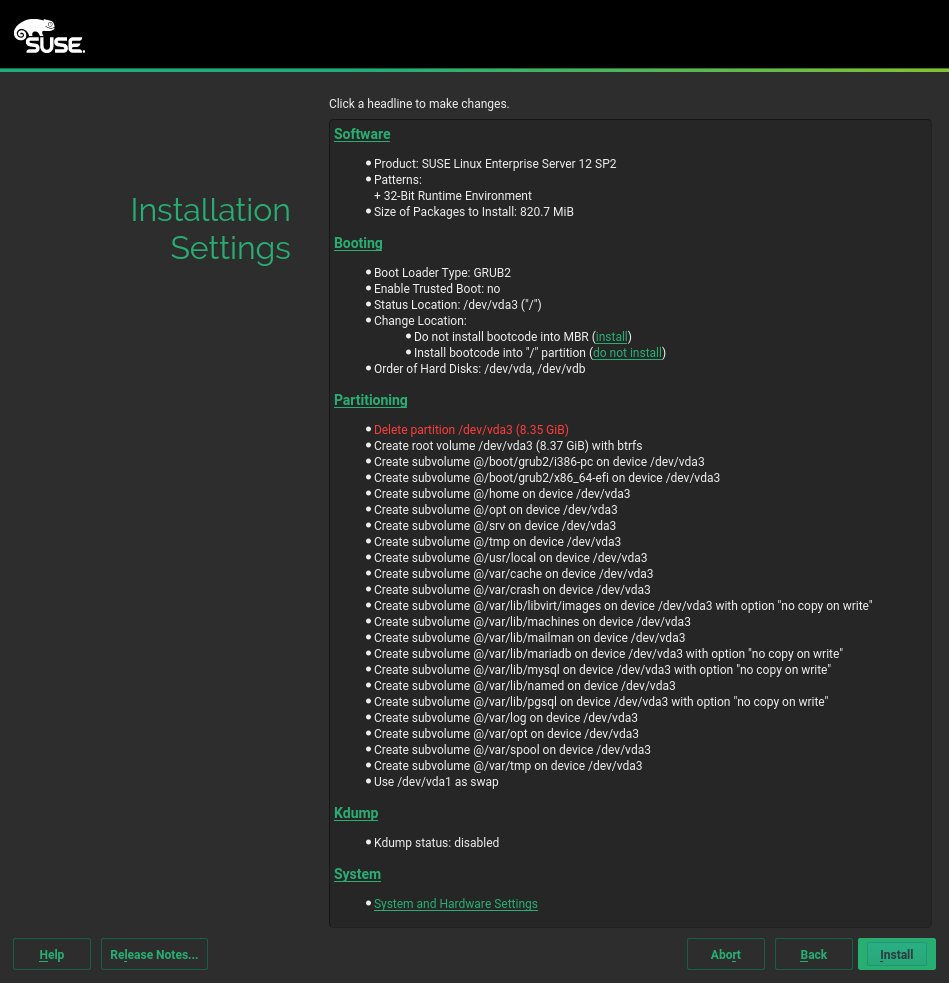 SUSE.
Click a headline to make changes.
Installation
Settings
Software
Product: SUSE Linux Enterprise Server 12 SP2
Patterns:
+ 32-Bit Runtime Environment
Size of Packages to Install: 820.7 MiB
Booting
Boot Loader Type: GRUB2
Enable Trusted Boot: no
Status Location: /dev/vda3 ("/")
Change Location:
Do not install bootcode into MBR (install)
Install bootcode into "/" partition (do not install)
Order of Hard Disks: /dev/vda, /dev/vdb
Partitioning
Delete partition /dev/vda3 (8.35 GiB)
Create root volume /dev/vda3 (8.37 GiB) with btrfs
Create subvolume @/boot/grub2/i386-pc on device /dev/vda3
Create subvolume @/boot/grub2/x86_64-efi on device /dev/vda3
Create subvolume @/home on device /dev/vda3
Create subvolume @/opt on device /dev/vda3
Create subvolume @/srv on device /dev/vda3
Create subvolume @/tmp on device /dev/vda3
Create subvolume @/usr/local on device /dev/vda3
Create subvolume @/var/cache on device /dev/vda3
Create subvolume @/var/crash on device /dev/vda3
Create subvolume @/var/lib/libvirt/images on device /dev/vda3 with option "no copy on write"
Create subvolume @/var/lib/machines on device /dev/vda3
Create subvolume @/var/lib/mailman on device /dev/vda3
Create subvolume @/var/lib/mariadb on device /dev/vda3 with option "no copy on write"
Create subvolume @/var/lib/mysql on device /dev/vda3 with option "no copy on write"
Create subvolume @/var/lib/named on device /dev/vda3
Create subvolume @/var/lib/pgsql on device /dev/vda3 with option "no copy on write"
Create subvolume @/var/log on device /dev/vda3
Create subvolume @/var/opt on device /dev/vda3
Create subvolume @/var/spool on device /dev/vda3
Create subvolume @/var/tmp on device /dev/vda3
Use /dev/vda1 as swap
Kdump
Kdump status: disabled
System
System and Hardware Settings
Help
Release Notes...
Abort
Back
Install